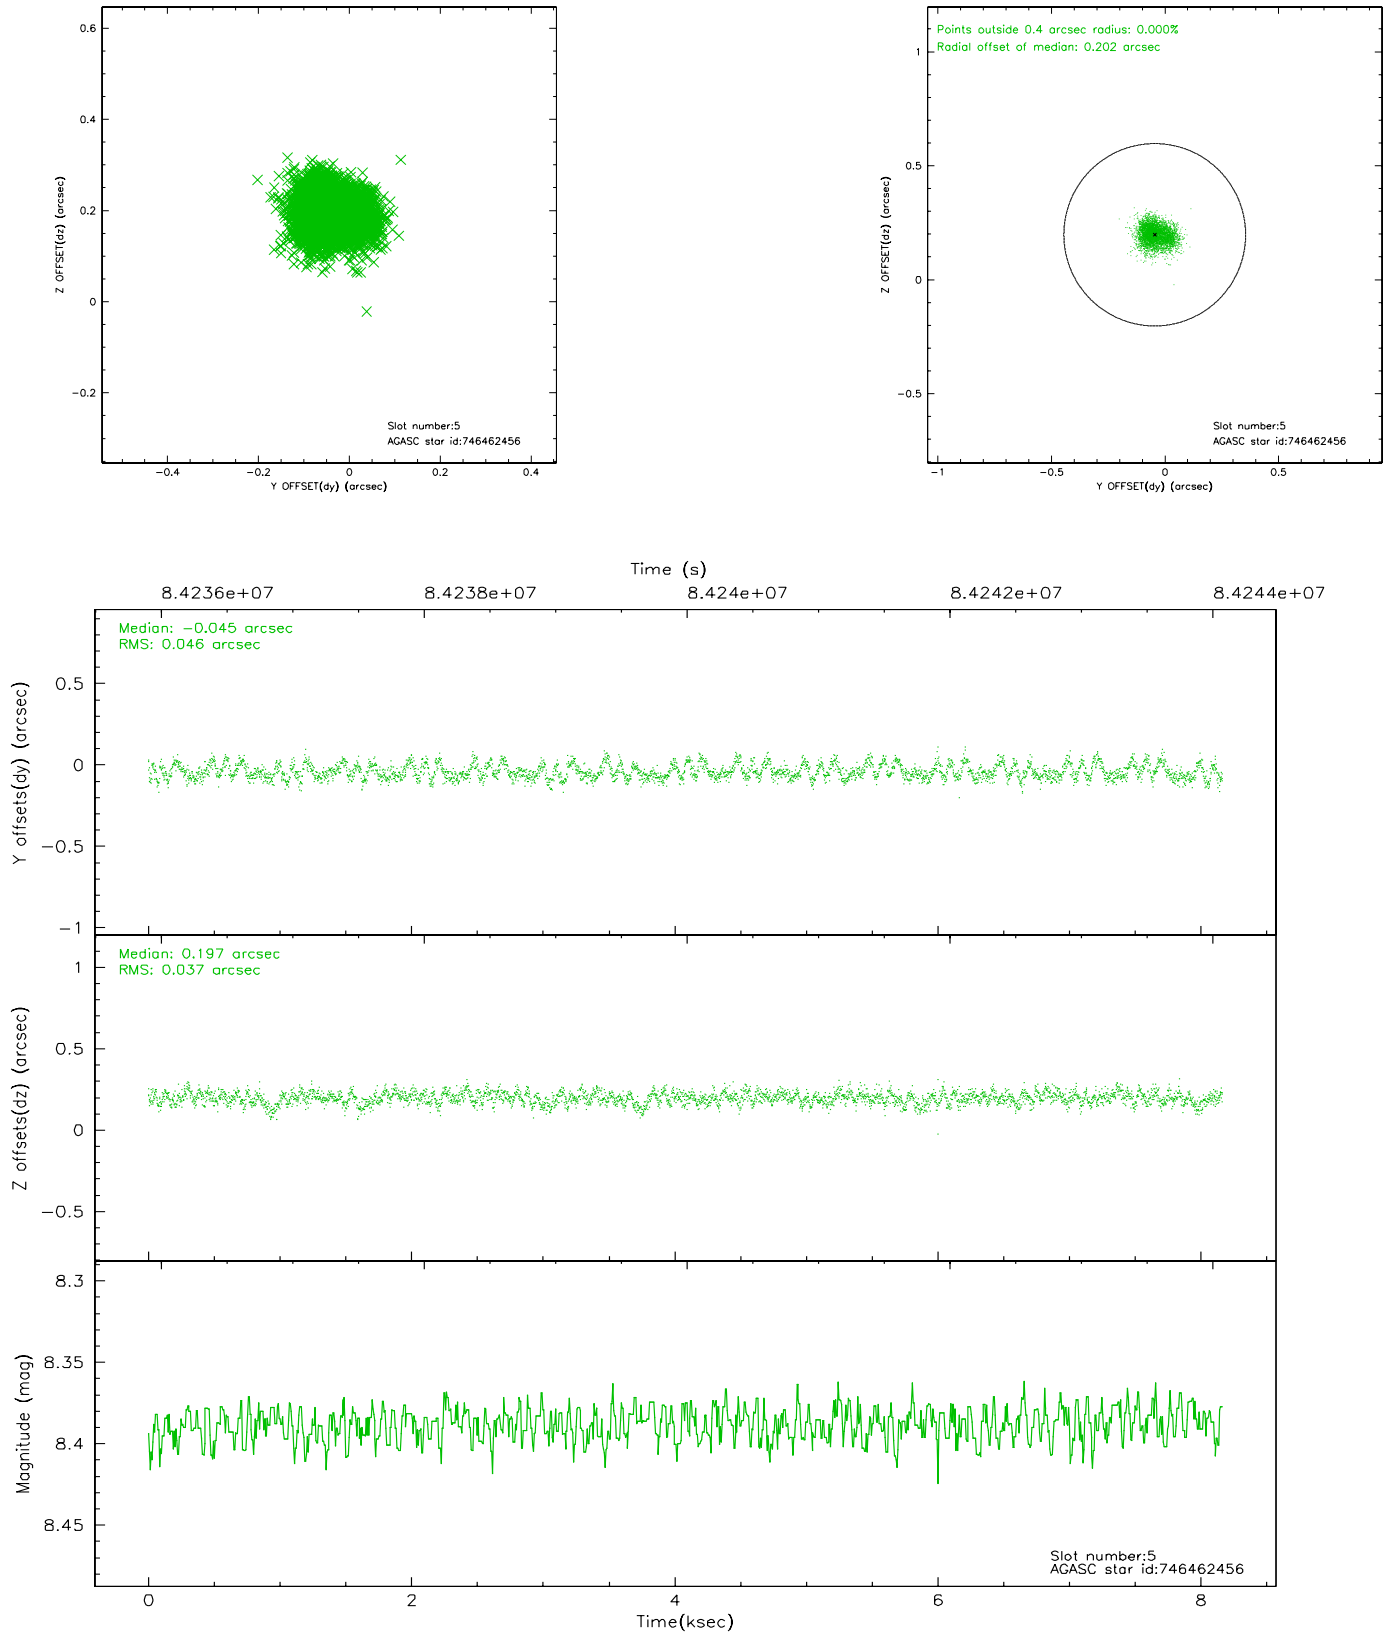 0.6
0.4
0.2
0
−0.2
Z OFFSET(dz) (arcsec)
Slot number:5
AGASC star id:746462456
−0.4 −0.2 0 0.2 0.4
Y OFFSET(dy) (arcsec)
Points outside 0.4 arcsec radius: 0.000%
Radial offset of median: 0.202 arcsec
1
0.5
0
−0.5
Z OFFSET(dz) (arcsec)
Slot number:5
AGASC star id:746462456
−1 −0.5 0 0.5
Y OFFSET(dy) (arcsec)
Time (s)
8.4236e+07 8.4238e+07 8.424e+07 8.4242e+07 8.4244e+07
Median: −0.045 arcsec
RMS: 0.046 arcsec
0.5
0
−0.5
−1
Y offsets(dy) (arcsec)
Median: 0.197 arcsec
RMS: 0.037 arcsec
1
0.5
0
−0.5
Z offsets(dz) (arcsec)
8.3
8.35
8.4
8.45
Magnitude (mag)
Slot number:5
AGASC star id:746462456
0 2 4 6 8
Time(ksec)